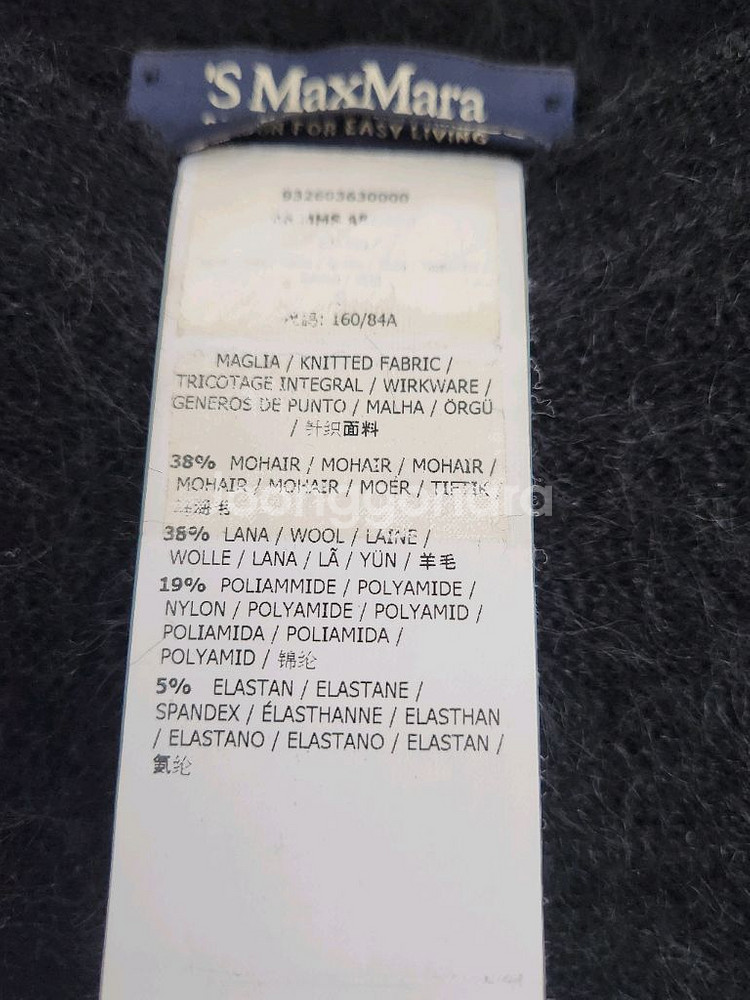 'S MaxMara
FOR EASY LIVING
932603630000
160/84A
MAGLIA / KNITTED FABRIC /
TRICOTAGE INTEGRAL / WIRKWARE /
GENEROS DE PUNTO / MALHA / ÖRGÜ
/ 针织面料
38% MOHAIR / MOHAIR / MOHAIR /
MOHAIR / MOHAIR / MOER / TIFTIK /
joonggonara
38% LANA / WOOL / LAINE /
WOLLE / LANA / LÃ / YÜN / 羊毛
19% POLIAMMIDE / POLYAMIDE /
NYLON / POLYAMIDE / POLYAMID /
POLIAMIDA / POLIAMIDA /
POLYAMID / 锦纶
5% ELASTAN / ELASTANE /
SPANDEX / ÉLASTHANNE / ELASTHAN
/ ELASTANO / ELASTANO / ELASTAN /
氨纶